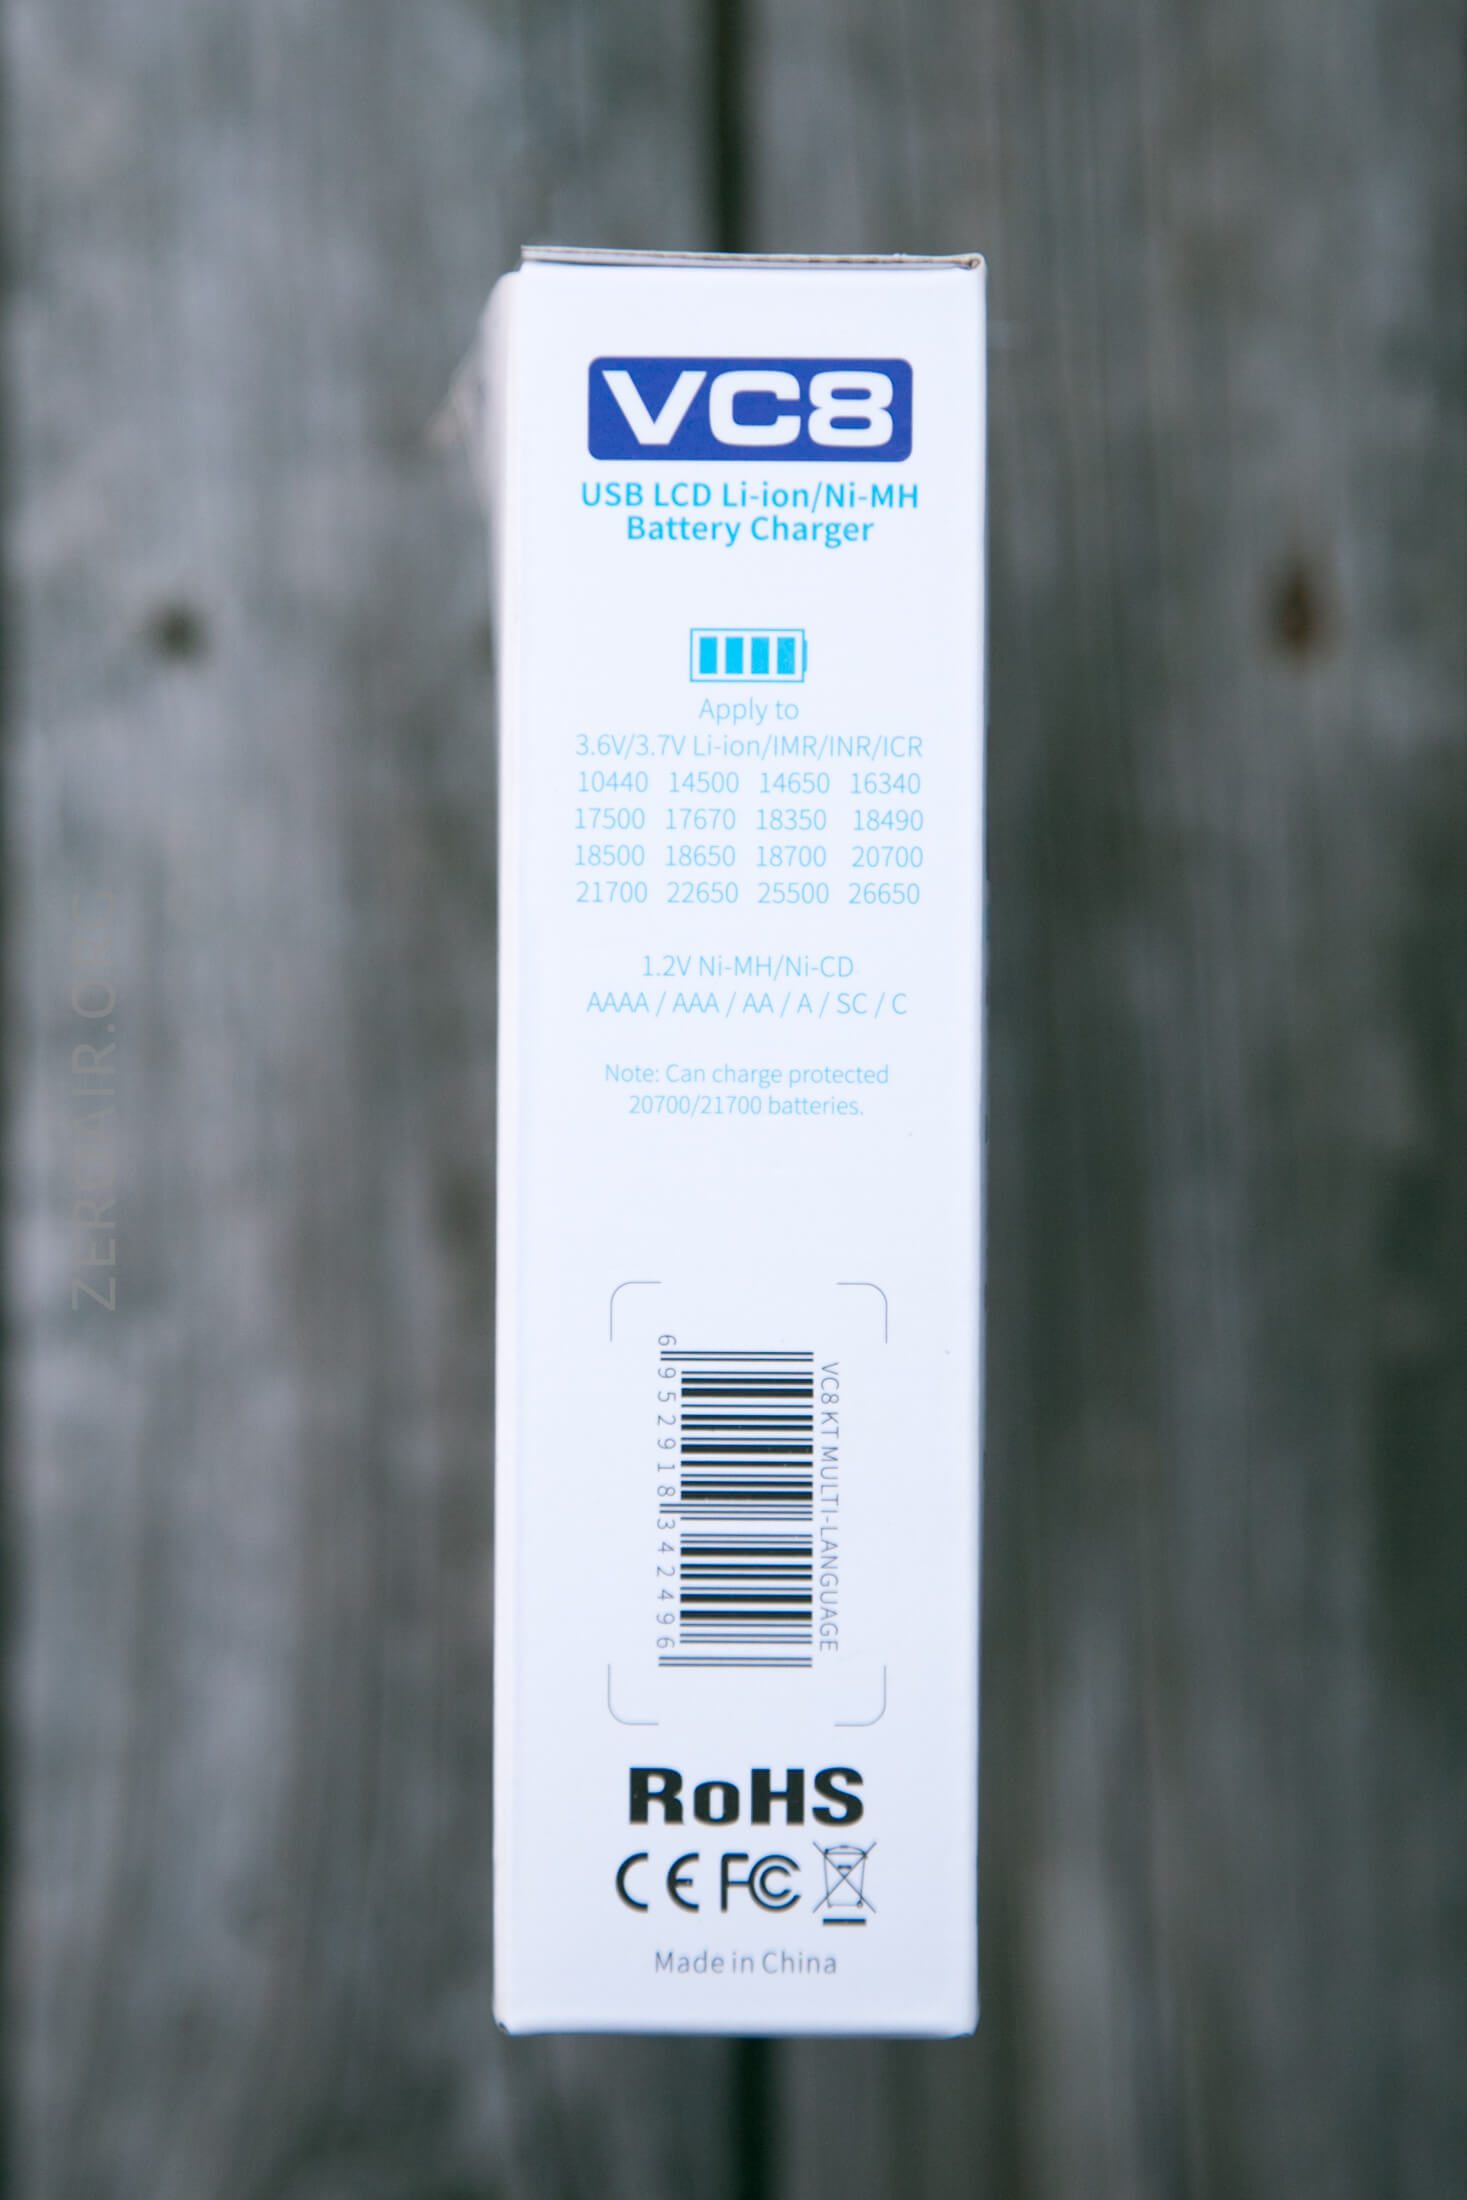 VC8
USB LCD Li-ion/Ni-MH
Battery Charger
Apply to
3.6V/3.7V Li-ion/IMR/INR/ICR
10440 14500 14650 16340
17500 17670 18350 18490
18500 18650 18700 20700
21700 22650 25500 26650
1.2V Ni-MH/Ni-CD
AAAA / AAA / AA / A / SC / C
Note: Can charge protected
20700/21700 batteries.
VC8 KT MULTI-LANGUAGE
6 952918 342496
RoHS
CE FC
Made in China
ZEROAIR.ORG